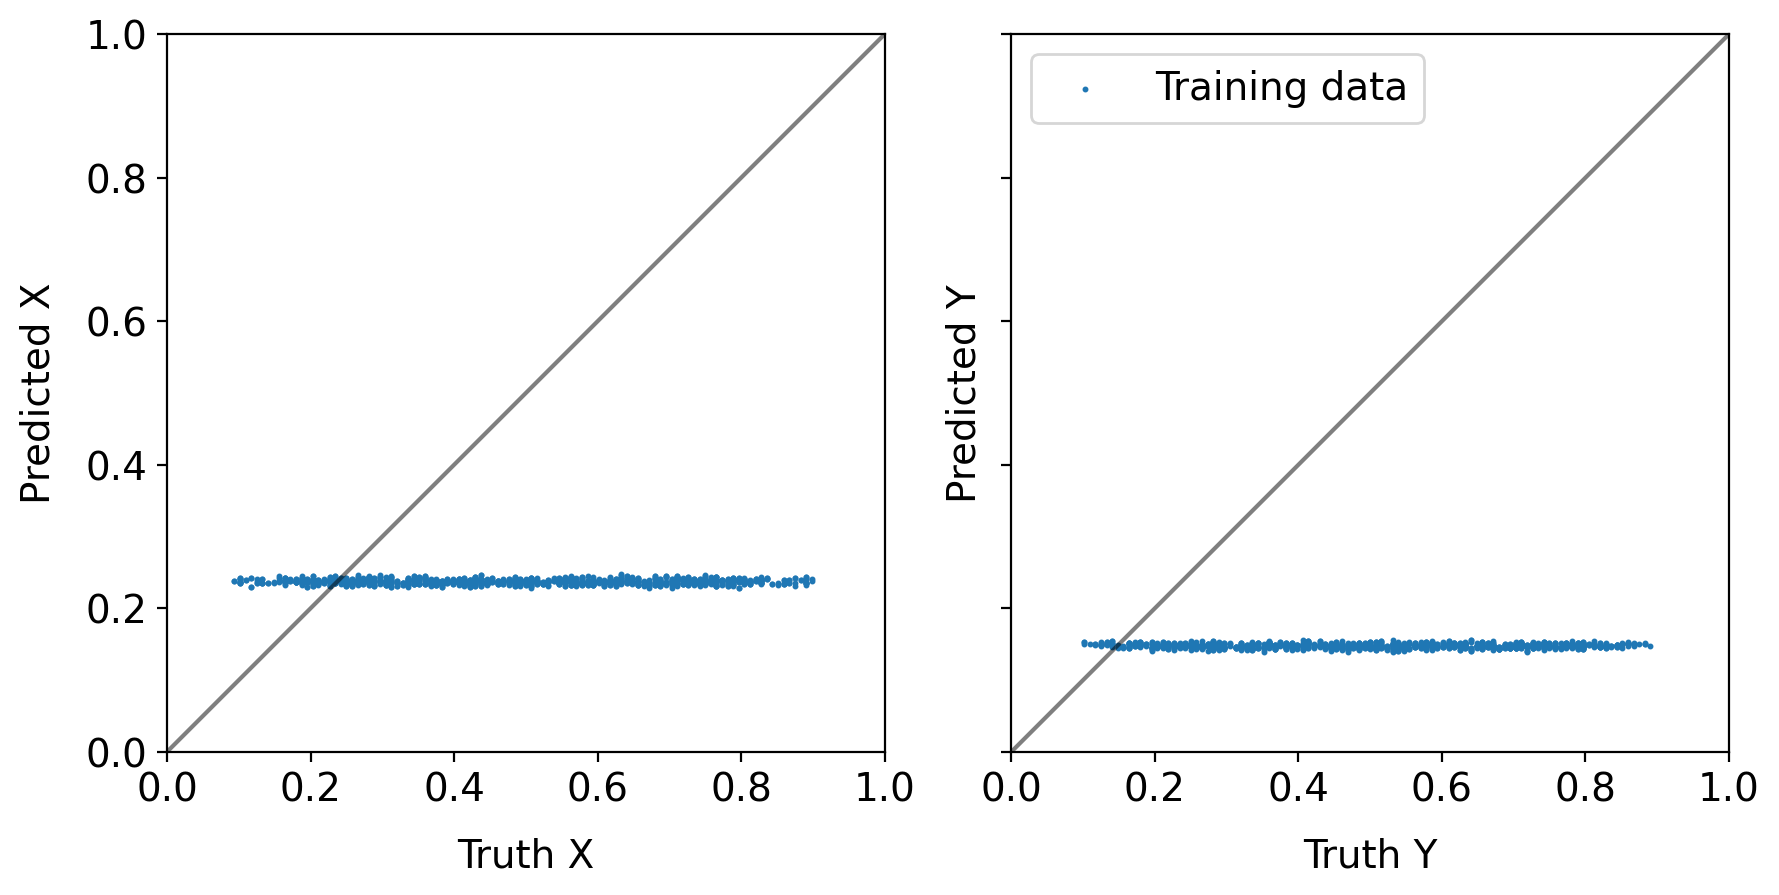 1.0
0.8
0.6
0.4
0.2
0.0
Predicted X
0.0 0.2 0.4 0.6 0.8 1.0
Truth X
Training data
Predicted Y
0.0 0.2 0.4 0.6 0.8 1.0
Truth Y